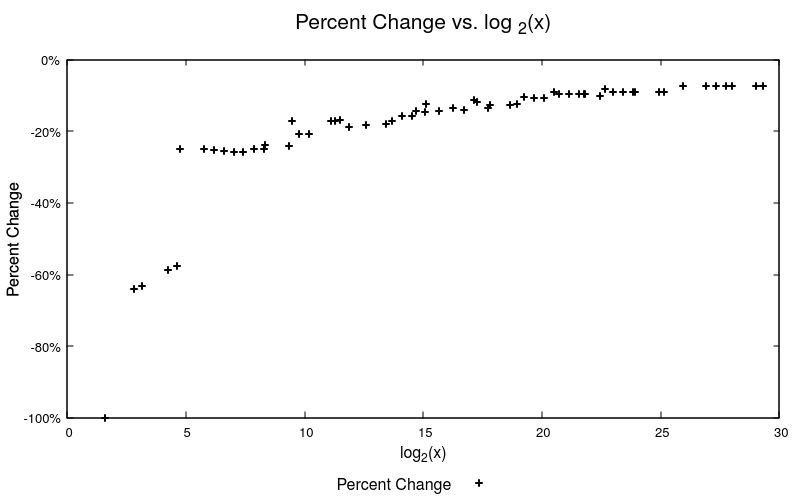 Percent Change vs. log 2(x)
0%
-20%
-40%
-60%
-80%
-100%
Percent Change
0 5 10 15 20 25 30
log2(x)
Percent Change